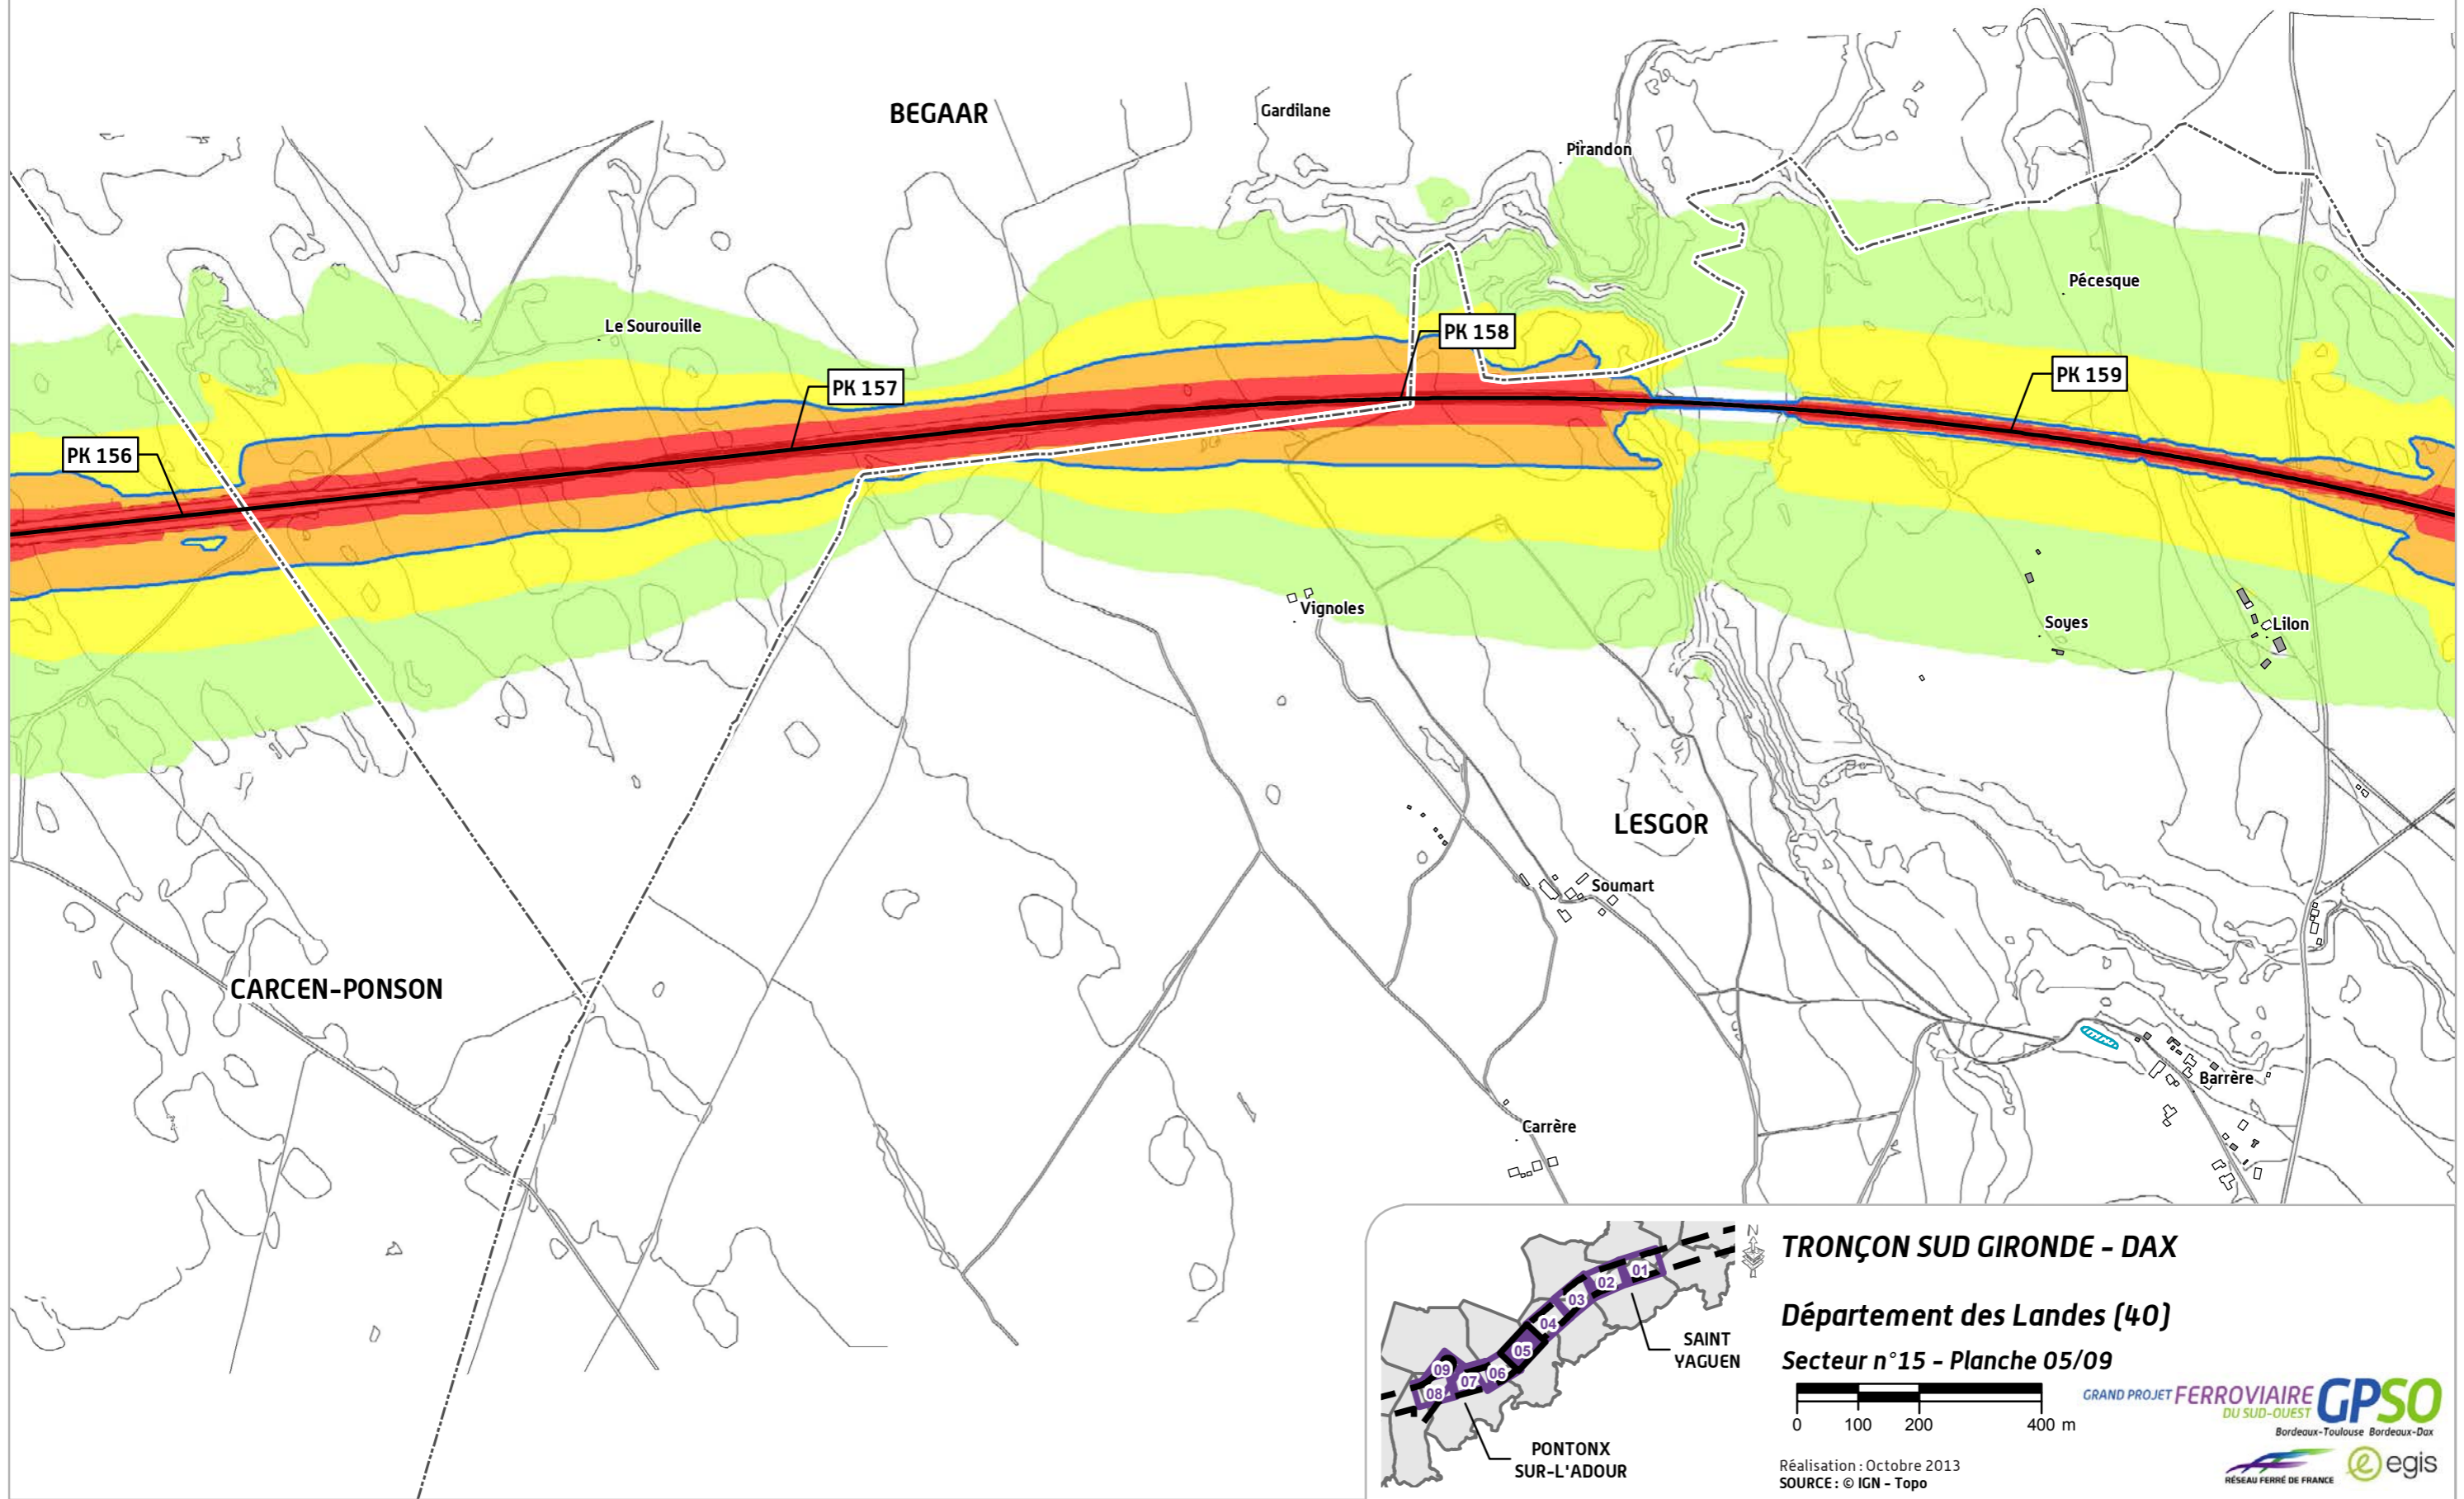 BEGAAR
Gardilane
Pirandon
Pécesque
Le Sourouille
PK 158
PK 159
PK 157
PK 156
Vignoles
Soyes
Lilon
LESGOR
Soumart
CARCEN-PONSON
Barrère
Carrère
N
01
02
03
04
05
06
07
08
09
SAINT
YAGUEN
PONTONX
SUR-L'ADOUR
TRONÇON SUD GIRONDE - DAX
Département des Landes (40)
Secteur n°15 - Planche 05/09
0 100 200 400 m
Réalisation : Octobre 2013
SOURCE : © IGN - Topo
GRAND PROJET FERROVIAIRE GPSO
DU SUD-OUEST
Bordeaux-Toulouse Bordeaux-Dax
RÉSEAU FERRÉ DE FRANCE
e egis